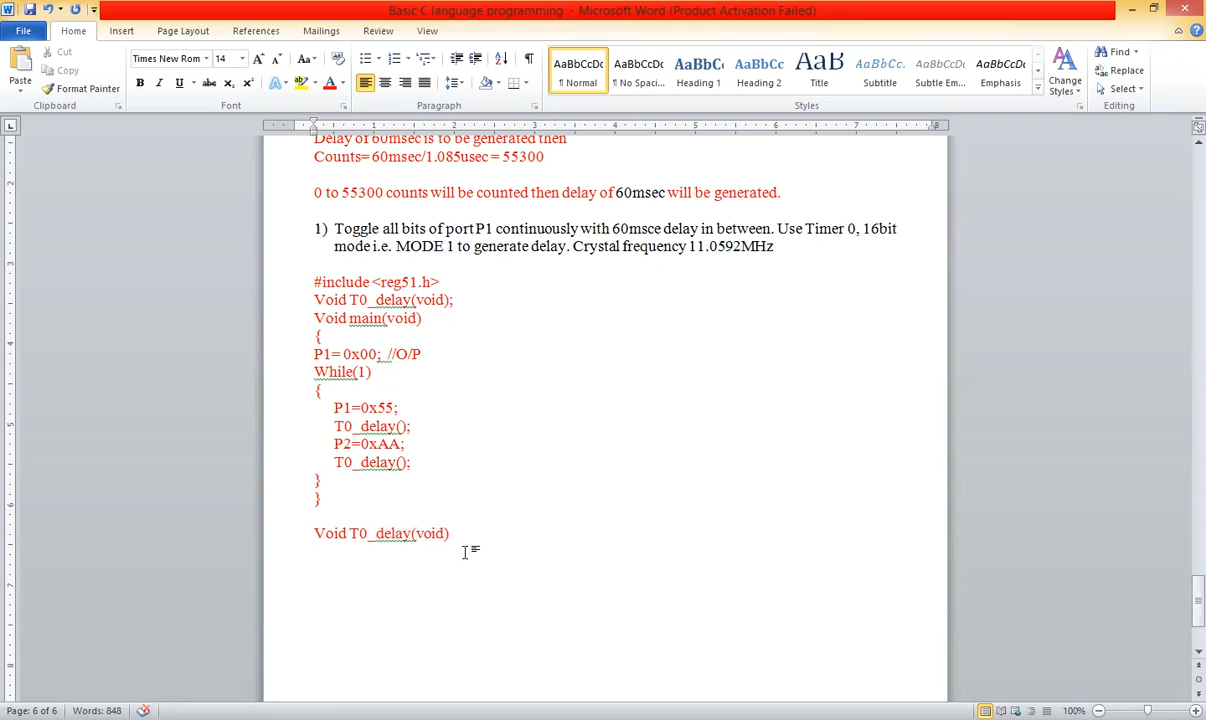 Basic C language programming - Microsoft Word (Product Activation Failed)
File Home Insert Page Layout References Mailings Review View
Cut
Copy
Format Painter
Paste
Clipboard
Times New Rom 14
Font
Paragraph
AaBbCcDc AaBbCcDc AaBbC AaBbCc AaB AaBbCc. AaBbCcDc AaBbCcDc
¶ Normal ¶ No Spaci... Heading 1 Heading 2 Title Subtitle Subtle Em... Emphasis
Change Styles
Styles
Find
Replace
Select
Editing
Delay of 60msec is to be generated then
Counts= 60msec/1.085usec = 55300
0 to 55300 counts will be counted then delay of 60msec will be generated.
1) Toggle all bits of port P1 continuously with 60msce delay in between. Use Timer 0, 16bit
mode i.e. MODE 1 to generate delay. Crystal frequency 11.0592MHz
#include <reg51.h>
Void T0_delay(void);
Void main(void)
{
P1= 0x00; //O/P
While(1)
{
P1=0x55;
T0_delay();
P2=0xAA;
T0_delay();
}
}
Void T0_delay(void)
Page: 6 of 6 Words: 848 100%